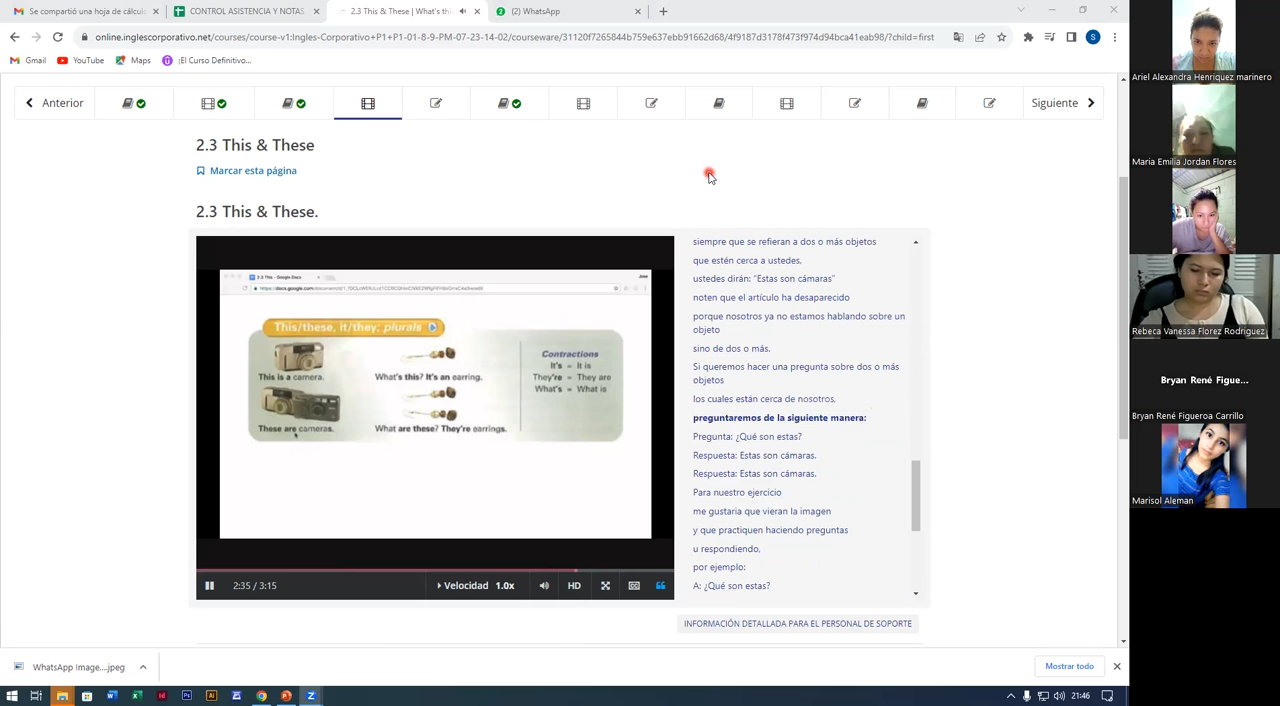 Se compartió una hoja de cálculo
CONTROL ASISTENCIA Y NOTAS
2.3 This & These | What's thi
(2) WhatsApp
online.inglescorporativo.net/courses/course-v1:Ingles-Corporativo+P1+P1-01-8-9-PM-07-23-14-02/courseware/31120f7265844b759e637ebb91662d68/4f9187d3178f473f974d94bca41eab98/?child=first
Gmail
YouTube
Maps
¡El Curso Definitivo...
Anterior
Siguiente
2.3 This & These
Marcar esta página
2.3 This & These.
2.3 This - Google Docs
This/these, it/they; plurals
This is a camera.
What's this? It's an earring.
These are cameras.
What are these? They're earrings.
Contractions
It's = It is
They're = They are
What's = What is
2:35 / 3:15
Velocidad 1.0x
HD
siempre que se refieran a dos o más objetos
que estén cerca a ustedes,
ustedes dirán: “Estas son cámaras”
noten que el artículo ha desaparecido
porque nosotros ya no estamos hablando sobre un
objeto
sino de dos o más.
Si queremos hacer una pregunta sobre dos o más
objetos
los cuales están cerca de nosotros,
preguntaremos de la siguiente manera:
Pregunta: ¿Qué son estas?
Respuesta: Estas son cámaras.
Respuesta: Estas son cámaras.
Para nuestro ejercicio
me gustaria que vieran la imagen
y que practiquen haciendo preguntas
u respondiendo,
por ejemplo:
A: ¿Qué son estas?
INFORMACIÓN DETALLADA PARA EL PERSONAL DE SOPORTE
WhatsApp Image....jpeg
Mostrar todo
21:46
Ariel Alexandra Henriquez marinero
Maria Emilia Jordan Flores
Rebeca Vanessa Florez Rodriguez
Bryan René Figue...
Bryan René Figueroa Carrillo
Marisol Aleman